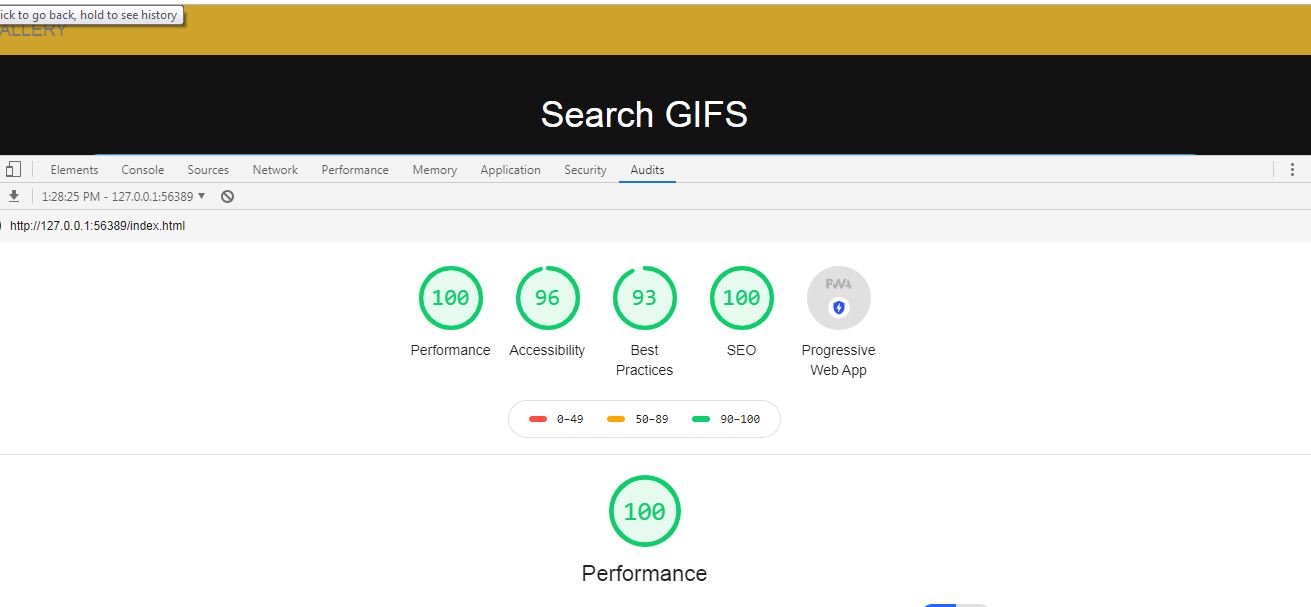 ick to go back, hold to see history
ALLERY
Search GIFS
Elements Console Sources Network Performance Memory Application Security Audits
1:28:25 PM - 127.0.0.1:56389
http://127.0.0.1:56389/index.html
100 96 93 100 PWA
Performance Accessibility Best Practices SEO Progressive Web App
0–49 50–89 90–100
100
Performance